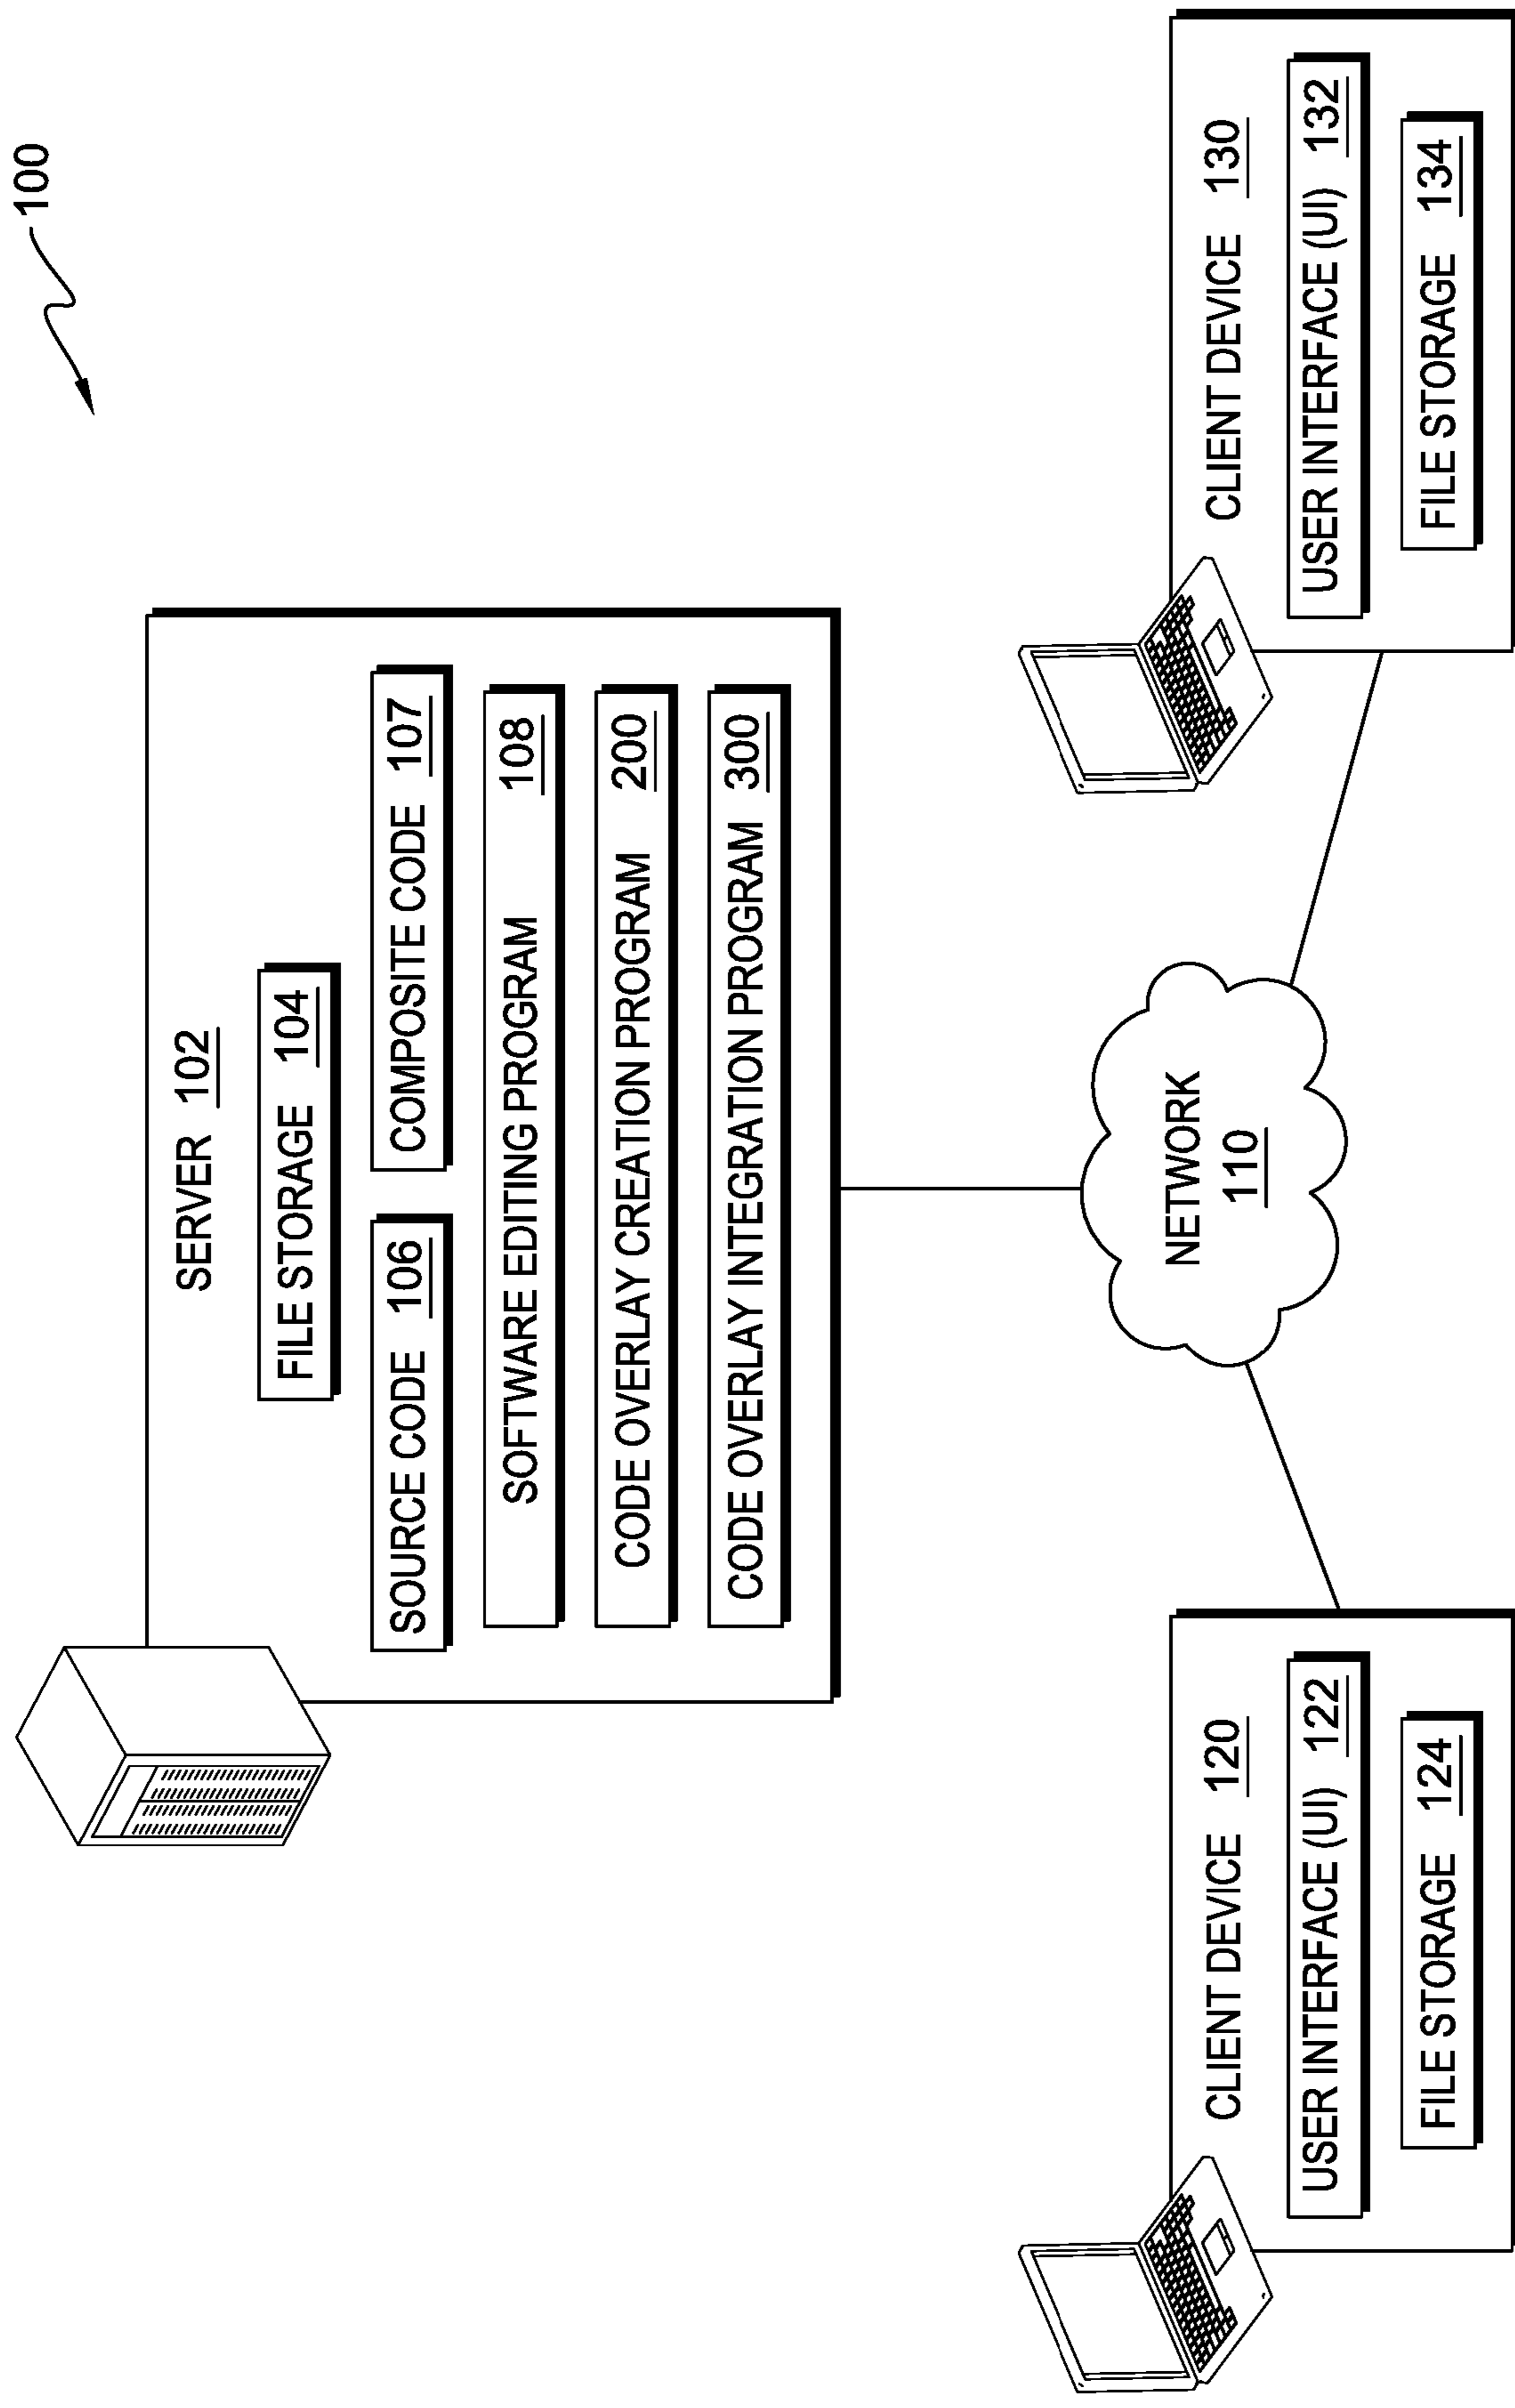 100
SERVER 102
FILE STORAGE 104
SOURCE CODE 106
COMPOSITE CODE 107
SOFTWARE EDITING PROGRAM 108
CODE OVERLAY CREATION PROGRAM 200
CODE OVERLAY INTEGRATION PROGRAM 300
NETWORK
110
CLIENT DEVICE 120
USER INTERFACE (UI) 122
FILE STORAGE 124
CLIENT DEVICE 130
USER INTERFACE (UI) 132
FILE STORAGE 134